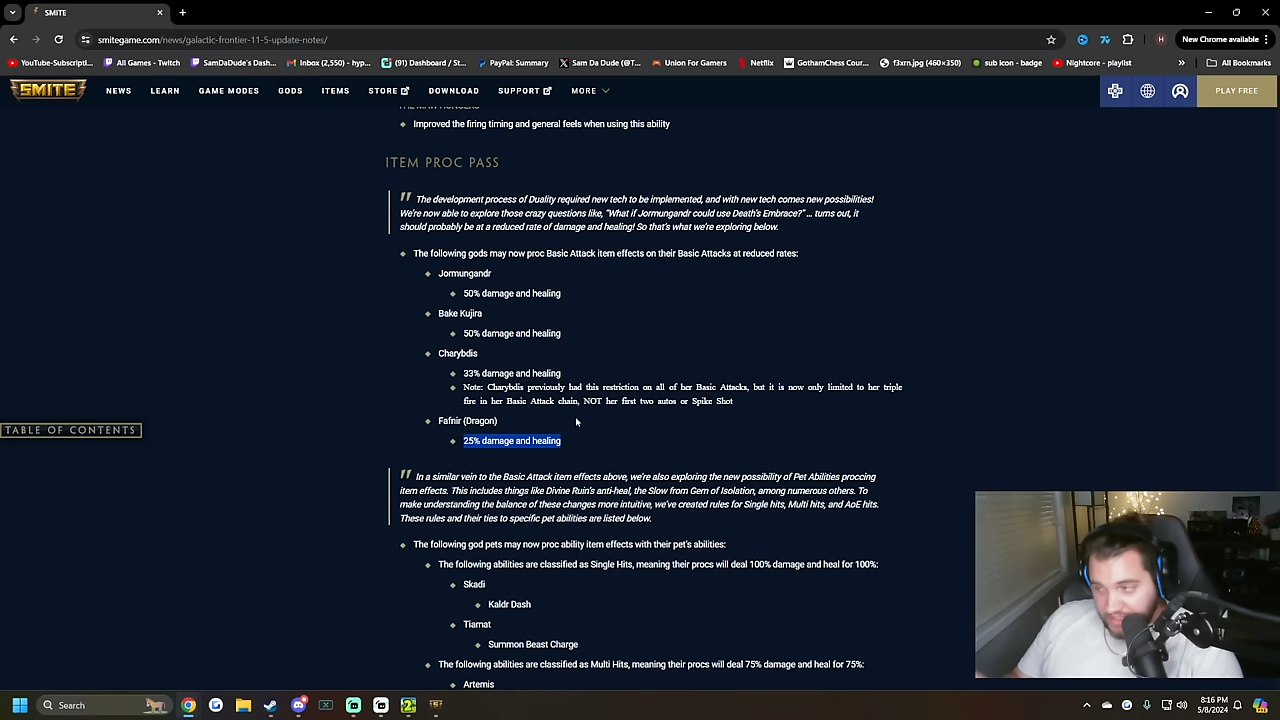 SMITE
smitegame.com/news/galactic-frontier-11-5-update-notes/
New Chrome available
YouTube-Subscripti...
All Games - Twitch
SamDaDude's Dash...
Inbox (2,550) - hyp...
(91) Dashboard / St...
PayPal: Summary
Sam Da Dude (@T...
Union For Gamers
Netflix
GothamChess Cour...
f3xrn.jpg (460×350)
sub Icon - badge
Nightcore - playlist
All Bookmarks
SMITE
NEWS
LEARN
GAME MODES
GODS
ITEMS
STORE
DOWNLOAD
SUPPORT
MORE
PLAY FREE
Improved the firing timing and general feels when using this ability
ITEM PROC PASS
" The development process of Duality required new tech to be implemented, and with new tech comes new possibilities!
We're now able to explore those crazy questions like, "What if Jormungandr could use Death's Embrace?" ... turns out, it
should probably be at a reduced rate of damage and healing! So that's what we're exploring below.
The following gods may now proc Basic Attack item effects on their Basic Attacks at reduced rates:
Jormungandr
50% damage and healing
Bake Kujira
50% damage and healing
Charybdis
33% damage and healing
Note: Charybdis previously had this restriction on all of her Basic Attacks, but it is now only limited to her triple
fire in her Basic Attack chain, NOT her first two autos or Spike Shot
Fafnir (Dragon)
25% damage and healing
TABLE OF CONTENTS
" In a similar vein to the Basic Attack item effects above, we're also exploring the new possibility of Pet Abilities proccing
item effects. This includes things like Divine Ruin's anti-heal, the Slow from Gem of Isolation, among numerous others. To
make understanding the balance of these changes more intuitive, we've created rules for Single hits, Multi hits, and AoE hits.
These rules and their ties to specific pet abilities are listed below.
The following god pets may now proc ability item effects with their pet's abilities:
The following abilities are classified as Single Hits, meaning their procs will deal 100% damage and heal for 100%:
Skadi
Kaldr Dash
Tiamat
Summon Beast Charge
The following abilities are classified as Multi Hits, meaning their procs will deal 75% damage and heal for 75%:
Artemis
Search
8:16 PM
5/8/2024